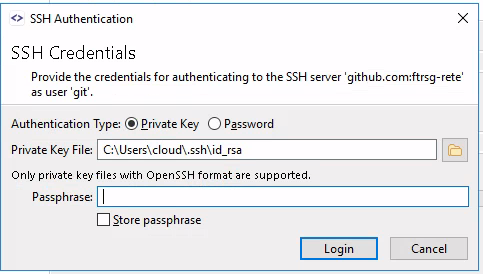 SSH Authentication
SSH Credentials
Provide the credentials for authenticating to the SSH server 'github.com:ftrsg-rete'
as user 'git'.
Authentication Type: Private Key Password
Private Key File: C:\Users\cloud\.ssh\id_rsa
Only private key files with OpenSSH format are supported.
Passphrase:
Store passphrase
Login Cancel